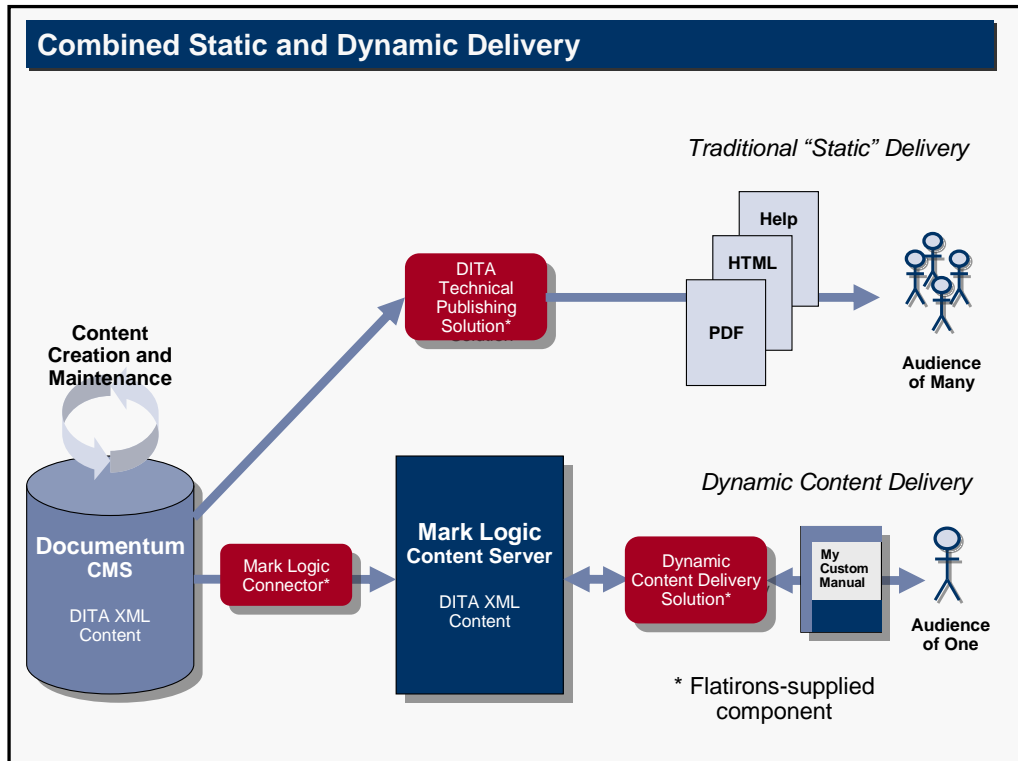 Combined Static and Dynamic Delivery
Traditional “Static” Delivery
Help
HTML
PDF
DITA
Technical
Publishing
Solution*
Audience
of Many
Content
Creation and
Maintenance
Documentum
CMS
DITA XML
Content
Mark Logic
Connector*
Mark Logic
Content Server
DITA XML
Content
Dynamic Content Delivery
Dynamic
Content Delivery
Solution*
My
Custom
Manual
Audience
of One
* Flatirons-supplied
component